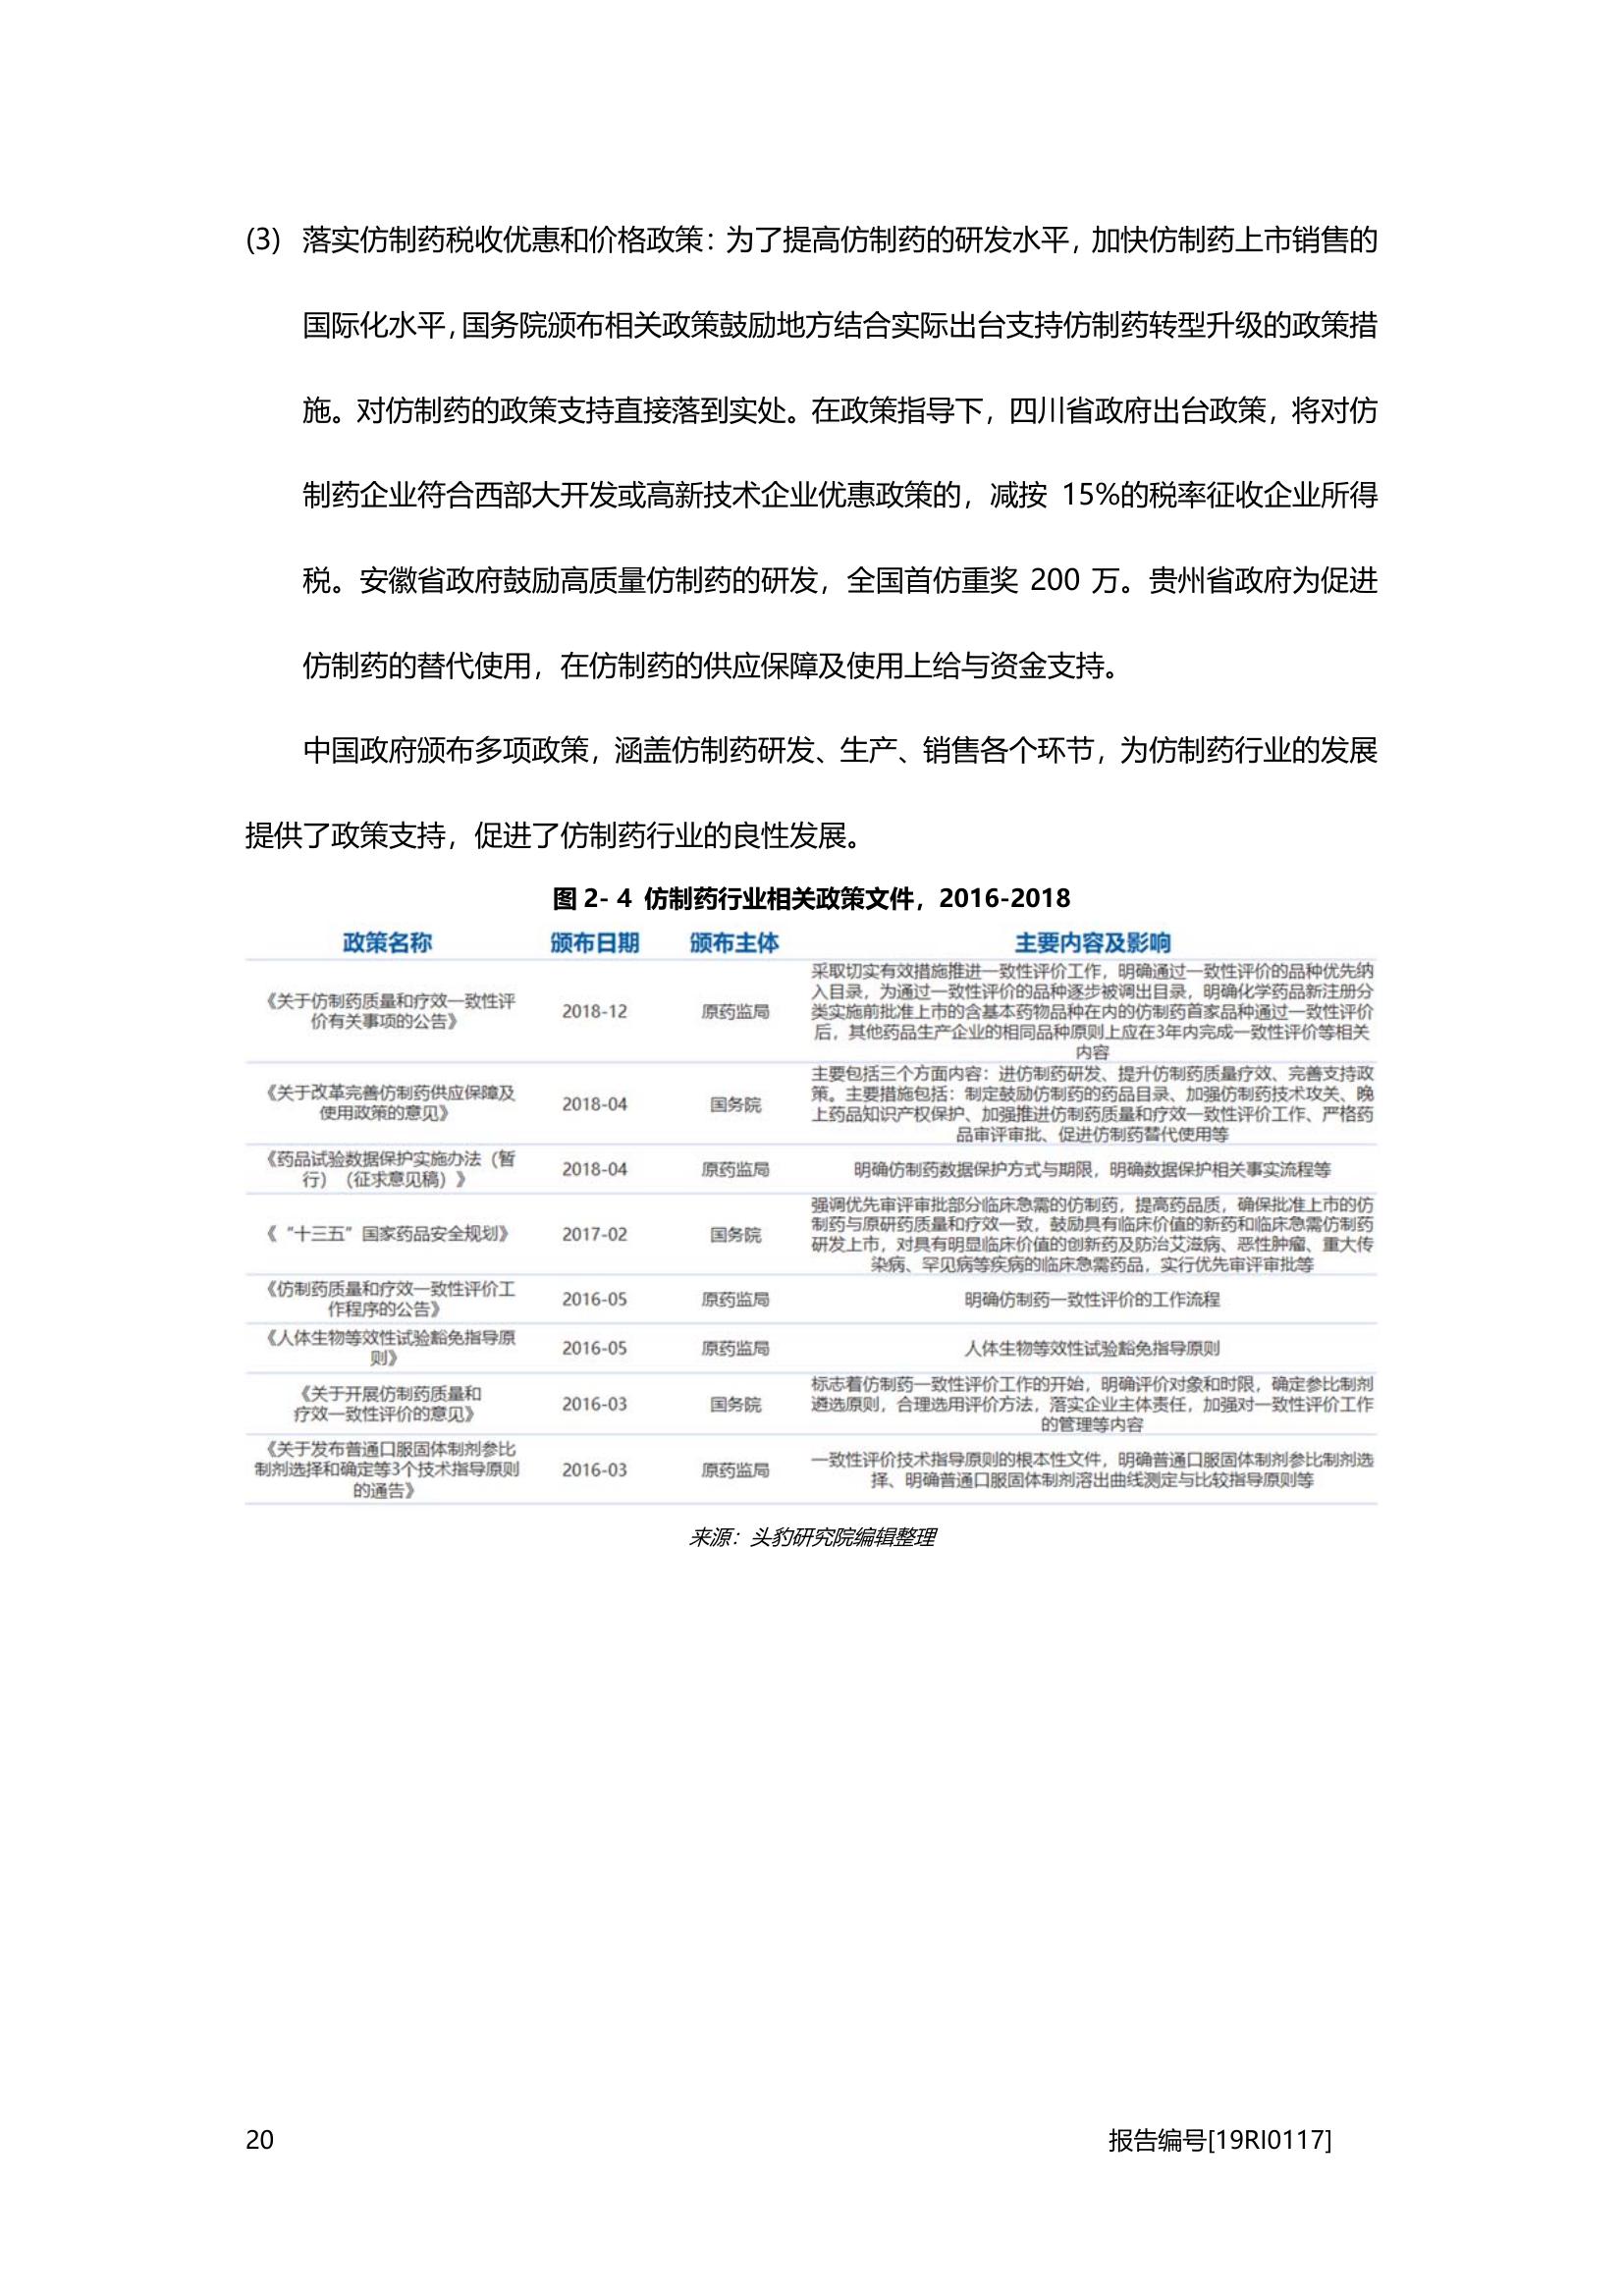 (3) 落实仿制药税收优惠和价格政策：为了提高仿制药的研发水平，加快仿制药上市销售的
国际化水平，国务院颁布相关政策鼓励地方结合实际出台支持仿制药转型升级的政策措
施。对仿制药的政策支持直接落到实处。在政策指导下，四川省政府出台政策，将对仿
制药企业符合西部大开发或高新技术企业优惠政策的，减按 15%的税率征收企业所得
税。安徽省政府鼓励高质量仿制药的研发，全国首仿重奖 200 万。贵州省政府为促进
仿制药的替代使用，在仿制药的供应保障及使用上给与资金支持。
中国政府颁布多项政策，涵盖仿制药研发、生产、销售各个环节，为仿制药行业的发展
提供了政策支持，促进了仿制药行业的良性发展。
图 2- 4 仿制药行业相关政策文件，2016-2018
政策名称 颁布日期 颁布主体 主要内容及影响
《关于仿制药质量和疗效一致性评
价有关事项的公告》
2018-12
原药监局
采取切实有效措施推进一致性评价工作，明确通过一致性评价的品种优先纳
入目录，为通过一致性评价的品种逐步被调出目录，明确化学药品新注册分
类实施前批准上市的含基本药物品种在内的仿制药首家品种通过一致性评价
后，其他药品生产企业的相同品种原则上应在3年内完成一致性评价等相关
内容
《关于改革完善仿制药供应保障及
使用政策的意见》
2018-04
国务院
主要包括三个方面内容：进仿制药研发、提升仿制药质量疗效、完善支持政
策。主要措施包括：制定鼓励仿制药的药品目录、加强仿制药技术攻关、晚
上药品知识产权保护、加强推进仿制药质量和疗效一致性评价工作、严格药
品审评审批、促进仿制药替代使用等
《药品试验数据保护实施办法（暂
行）（征求意见稿）》
2018-04
原药监局
明确仿制药数据保护方式与期限，明确数据保护相关事实流程等
《“十三五”国家药品安全规划》
2017-02
国务院
强调优先审评审批部分临床急需的仿制药，提高药品质，确保批准上市的仿
制药与原研药质量和疗效一致，鼓励具有临床价值的新药和临床急需仿制药
研发上市，对具有明显临床价值的创新药及防治艾滋病、恶性肿瘤、重大传
染病、罕见病等疾病的临床急需药品，实行优先审评审批等
《仿制药质量和疗效一致性评价工
作程序的公告》
2016-05
原药监局
明确仿制药一致性评价的工作流程
《人体生物等效性试验豁免指导原
则》
2016-05
原药监局
人体生物等效性试验豁免指导原则
《关于开展仿制药质量和
疗效一致性评价的意见》
2016-03
国务院
标志着仿制药一致性评价工作的开始，明确评价对象和时限，确定参比制剂
遴选原则，合理选用评价方法，落实企业主体责任，加强对一致性评价工作
的管理等内容
《关于发布普通口服固体制剂参比
制剂选择和确定等3个技术指导原则
的通告》
2016-03
原药监局
一致性评价技术指导原则的根本性文件，明确普通口服固体制剂参比制剂选
择、明确普通口服固体制剂溶出曲线测定与比较指导原则等
来源：头豹研究院编辑整理
20
报告编号[19RI0117]